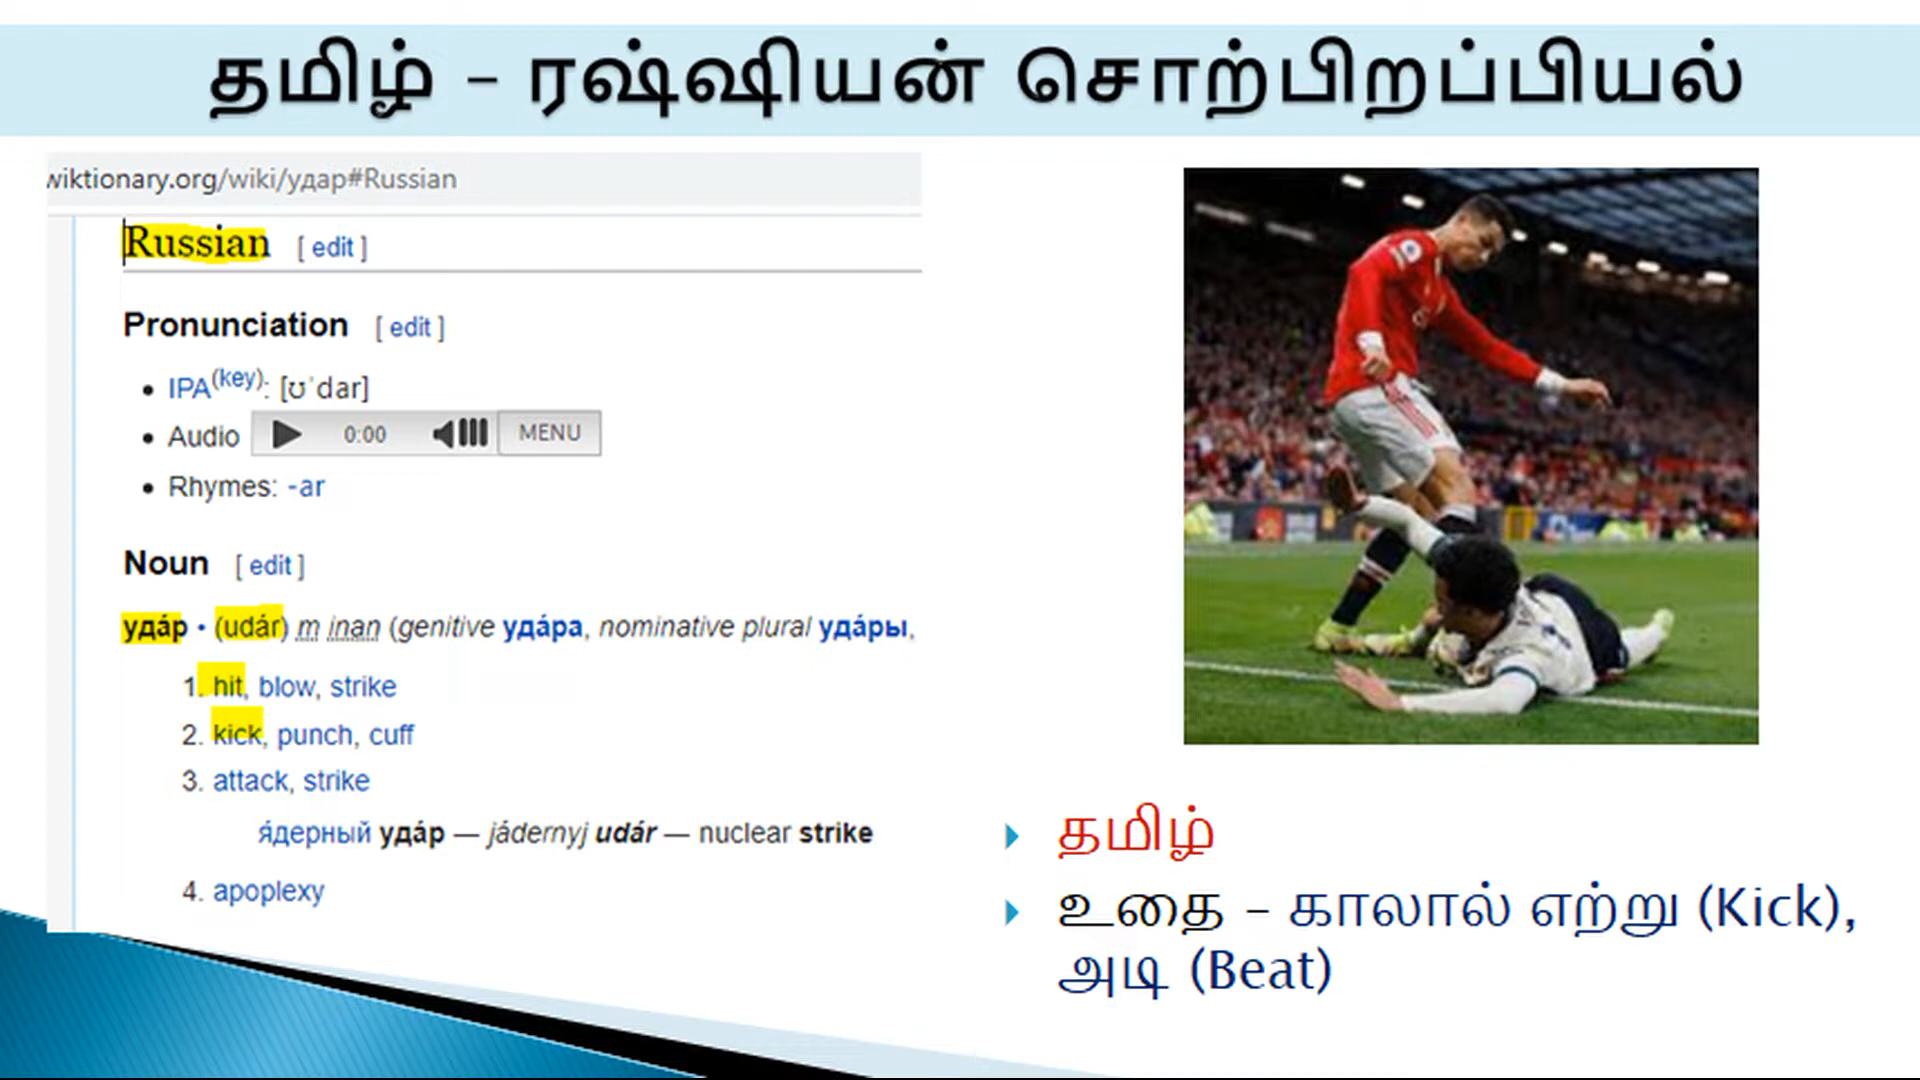 தமிழ் – ரஷ்ஷியன் சொற்பிறப்பியல்
wiktionary.org/wiki/удар#Russian
Russian [ edit ]
Pronunciation [ edit ]
• IPA(key): [ʊˈdar]
• Audio 0:00 MENU
• Rhymes: -ar
Noun [ edit ]
уда́р • (udár) m inan (genitive уда́ра, nominative plural уда́ры,
1. hit, blow, strike
2. kick, punch, cuff
3. attack, strike
я́дерный уда́р — jádernyj udár — nuclear strike
4. apoplexy
தமிழ்
உதை – காலால் எற்று (Kick),
அடி (Beat)